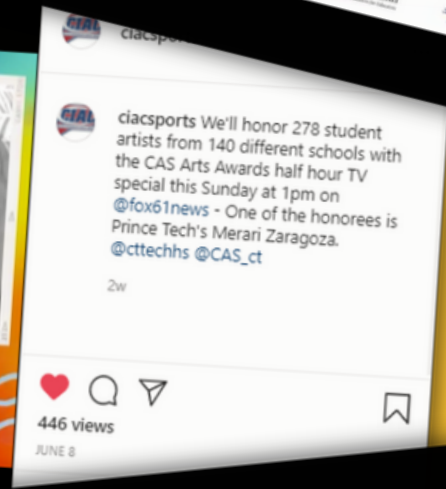 ciacspor
ciacsports We'll honor 278 student
artists from 140 different schools with
the CAS Arts Awards half hour TV
special this Sunday at 1pm on
@fox61news - One of the honorees is
Prince Tech's Merari Zaragoza.
@cttechhs @CAS_ct
2w
446 views
JUNE 8